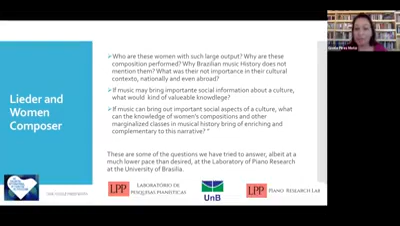 Lieder and
Women
Composer
Who are these women with such large output? Why are these
composition performed? Why Brazilian music History does not
mention them? What was their not importance in their cultural
contexto, nationally and even abroad?
If music may bring importante social information about a culture,
what would kind of valueable knowlege?
If music can bring out important social aspects of a culture, what
can the knowledge of women's compositions and other
marginalized classes in musical history bring of enriching and
complementary to this narrative? "
These are some of the questions we have tried to answer, albeit at a
much lower pace than desired, at the Laboratory of Piano Research
at the University of Brasilia.
LPP
LABORATÓRIO DE
PESQUISAS PIANÍSTICAS
UnB
LPP
PIANO RESEARCH LAB